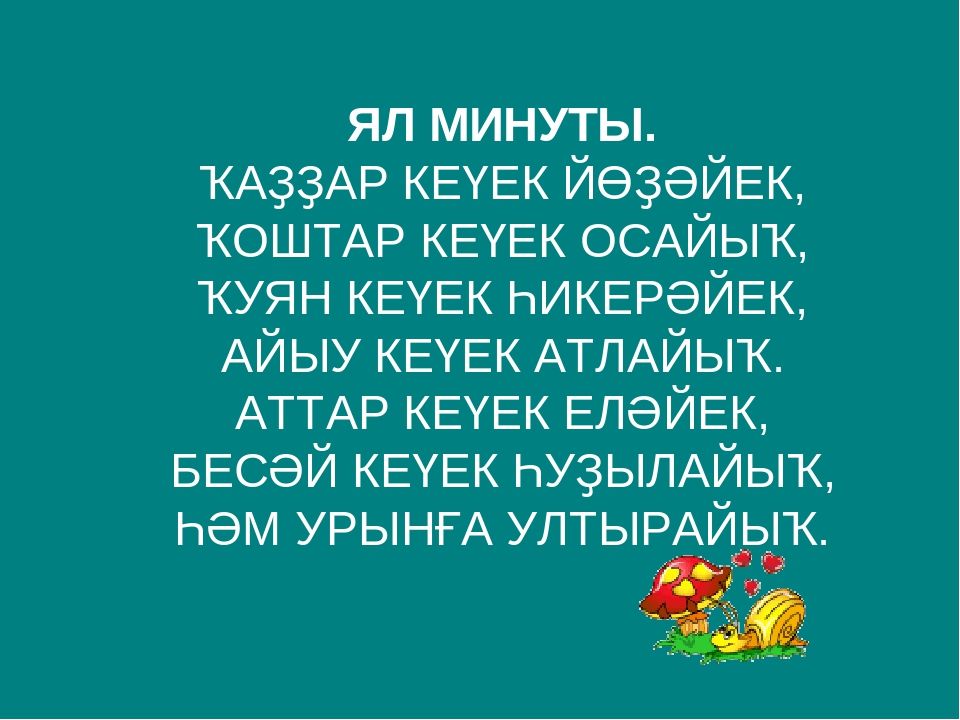 ЯЛ МИНУТЫ.
ҠАҘҘАР КЕҮЕК ЙӨҘӘЙЕК,
ҠОШТАР КЕҮЕК ОСАЙЫҠ,
ҠУЯН КЕҮЕК ҺИКЕРӘЙЕК,
АЙЫУ КЕҮЕК АТЛАЙЫҠ.
АТТАР КЕҮЕК ЕЛӘЙЕК,
БЕСӘЙ КЕҮЕК ҺУҘЫЛАЙЫҠ,
ҺӘМ УРЫНҒА УЛТЫРАЙЫҠ.